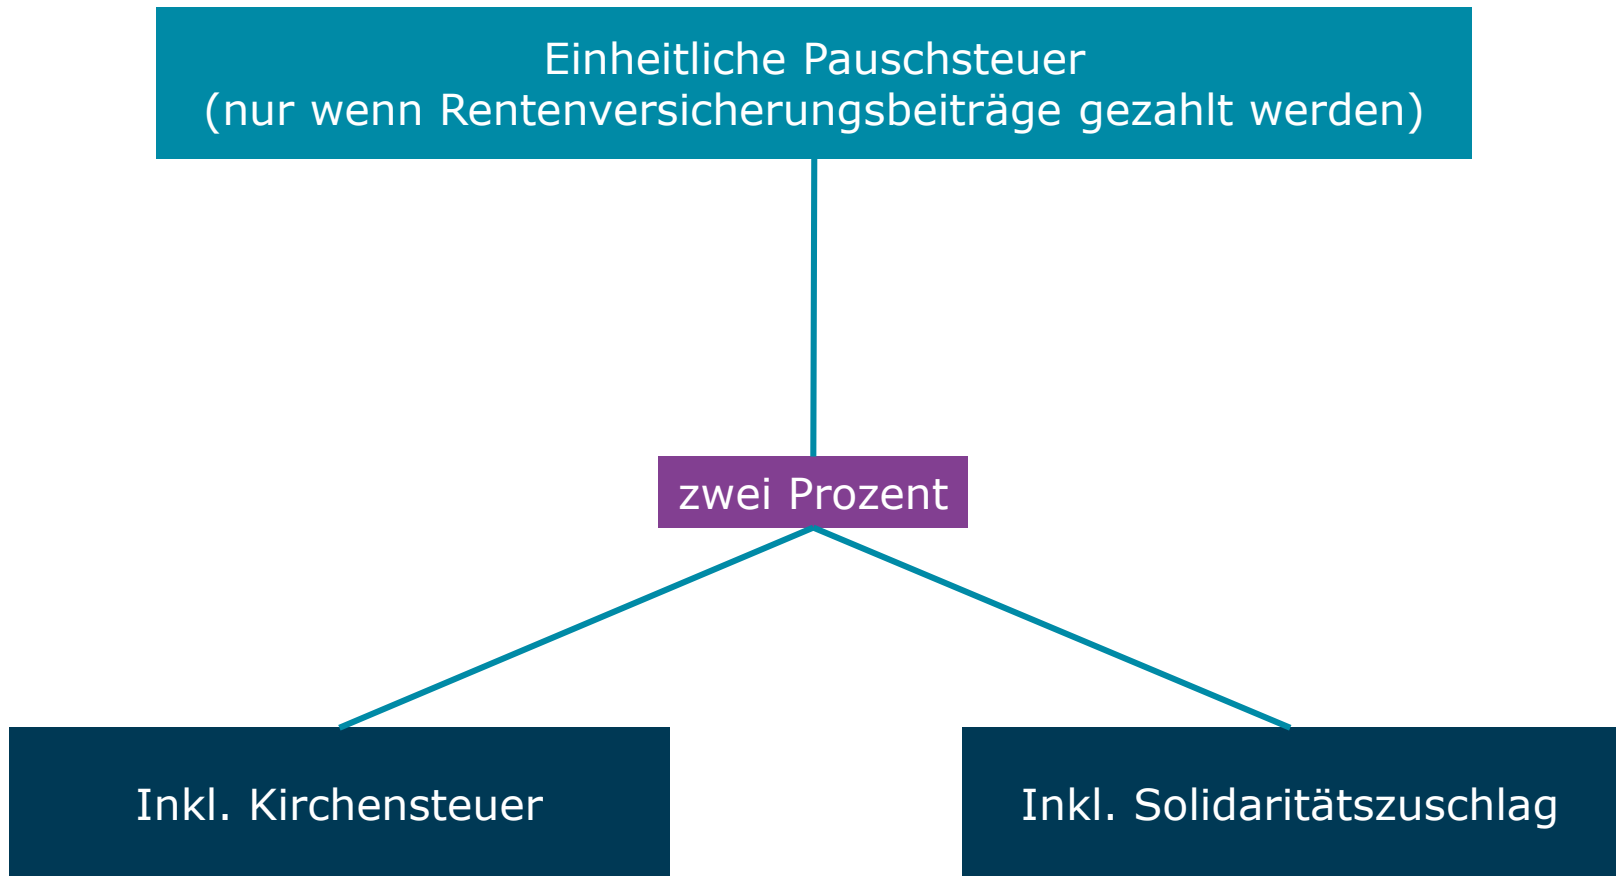 Einheitliche Pauschsteuer
(nur wenn Rentenversicherungsbeiträge gezahlt werden)
zwei Prozent
Inkl. Kirchensteuer
Inkl. Solidaritätszuschlag